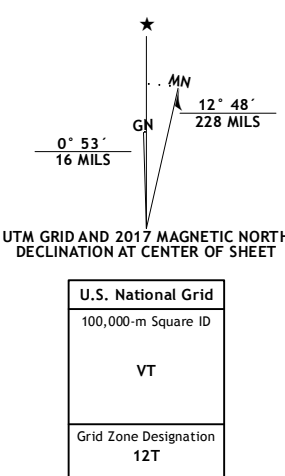 ★
MN
12° 48´
228 MILS
GN
0° 53´
16 MILS
UTM GRID AND 2017 MAGNETIC NORTH
DECLINATION AT CENTER OF SHEET
U.S. National Grid
100,000-m Square ID
VT
Grid Zone Designation
12T